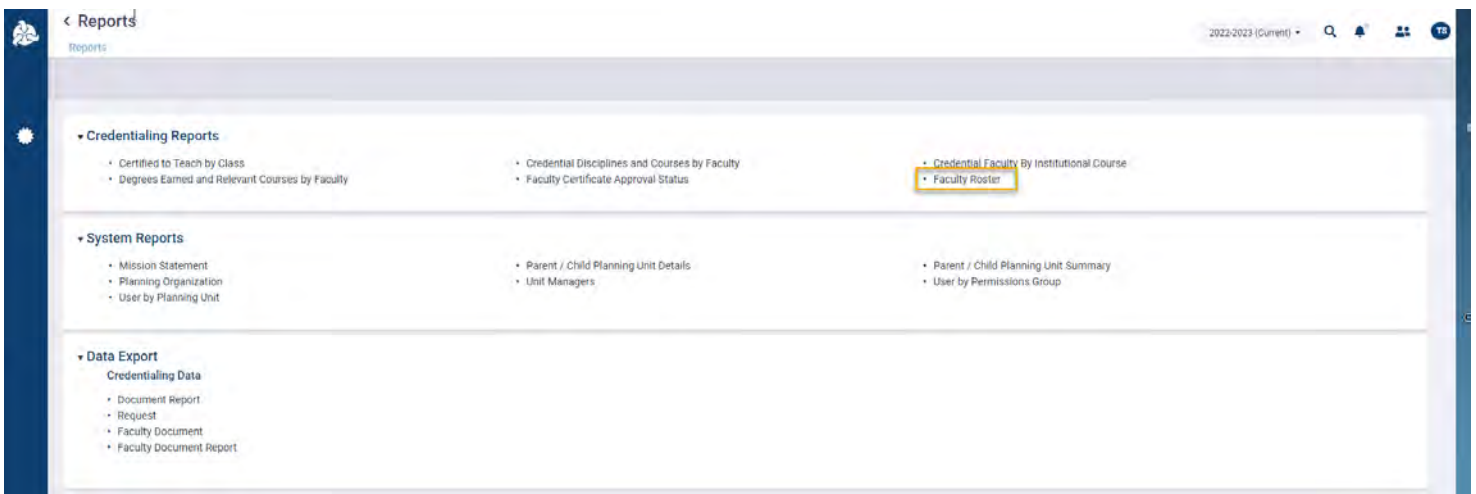 < Reports
Reports
2022-2023 (Current)
TS
Credentialing Reports
• Certified to Teach by Class
• Credential Disciplines and Courses by Faculty
• Credential Faculty By Institutional Course
• Degrees Earned and Relevant Courses by Faculty
• Faculty Certificate Approval Status
• Faculty Roster
System Reports
• Mission Statement
• Parent / Child Planning Unit Details
• Parent / Child Planning Unit Summary
• Planning Organization
• Unit Managers
• User by Permissions Group
• User by Planning Unit
Data Export
Credentialing Data
• Document Report
• Request
• Faculty Document
• Faculty Document Report